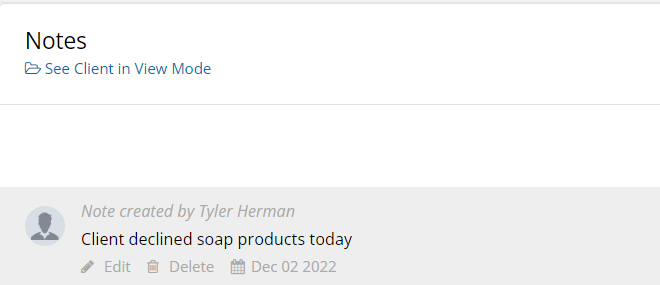 Notes
See Client in View Mode
Note created by Tyler Herman
Client declined soap products today
Edit Delete Dec 02 2022